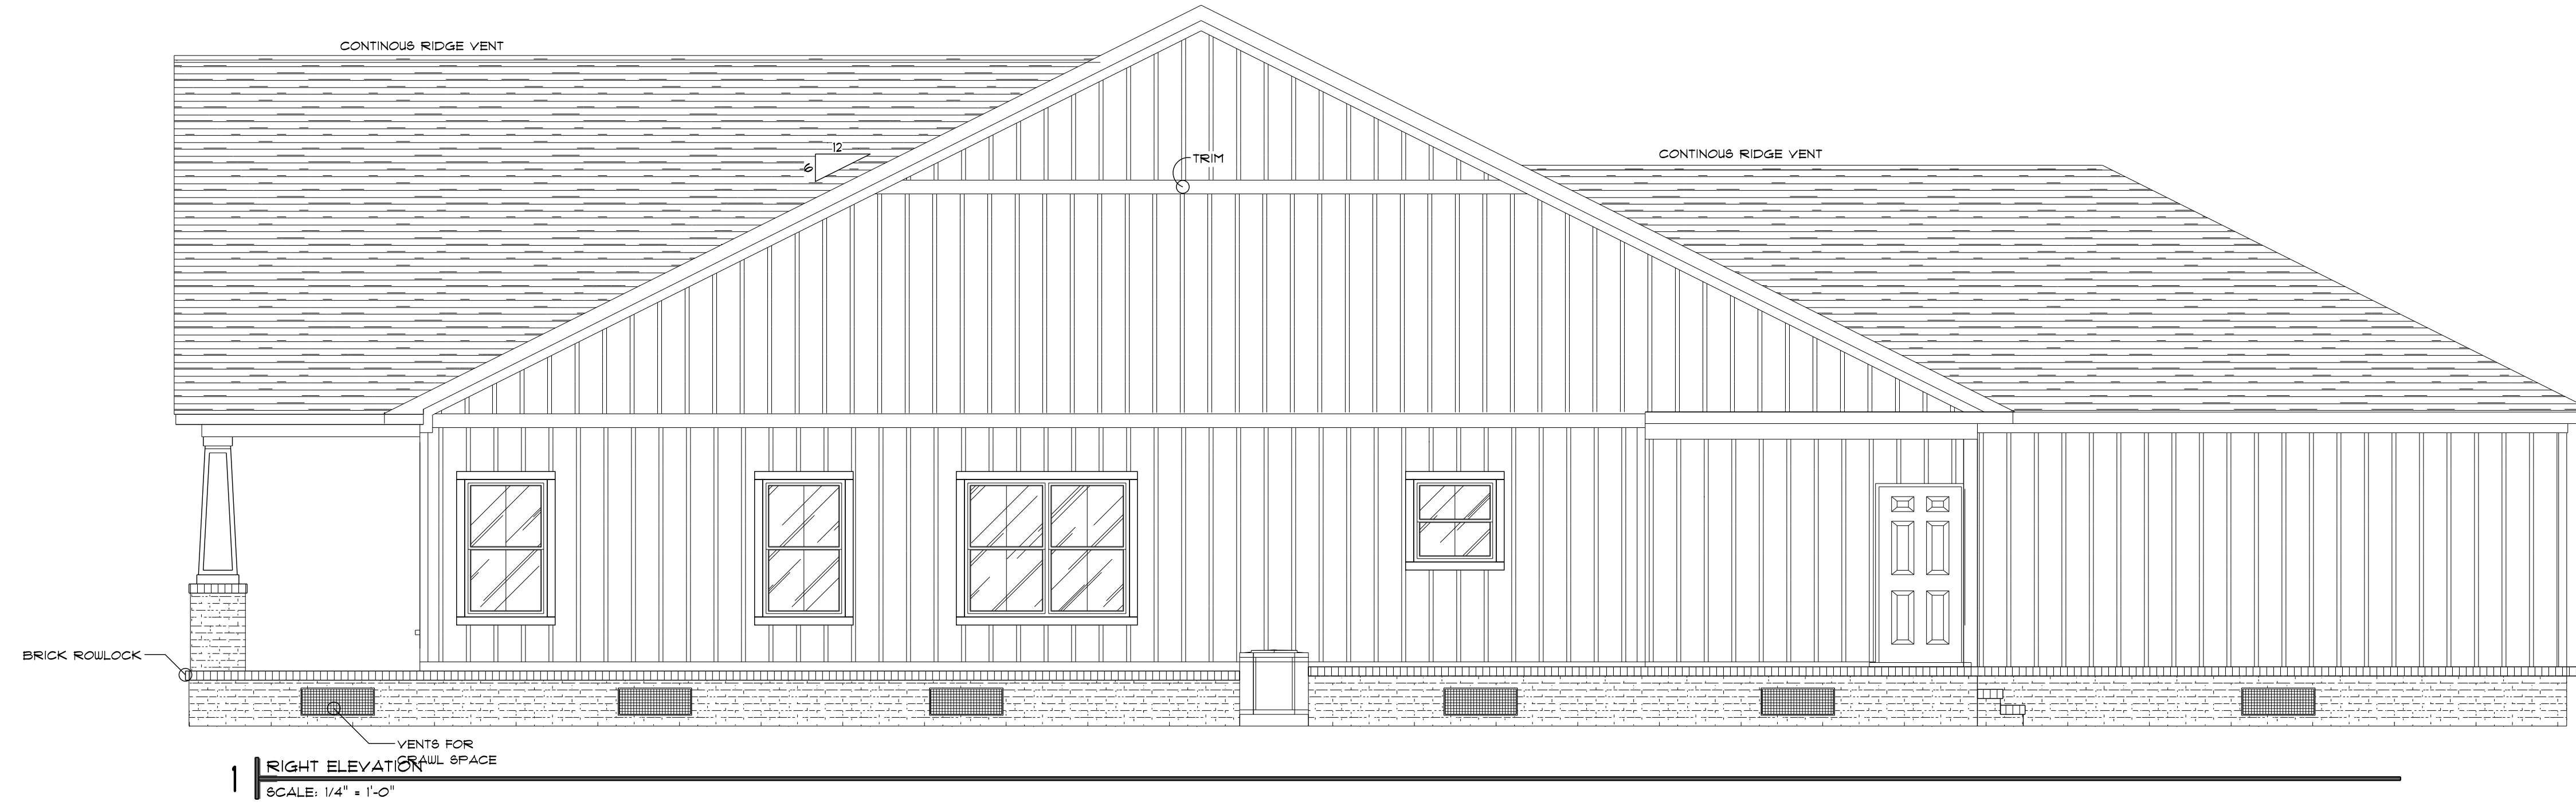 CONTINOUS RIDGE VENT
12
6
TRIM
CONTINOUS RIDGE VENT
BRICK ROWLOCK
VENTS FOR
CRAWL SPACE
1
RIGHT ELEVATION
SCALE: 1/4" = 1'-0"